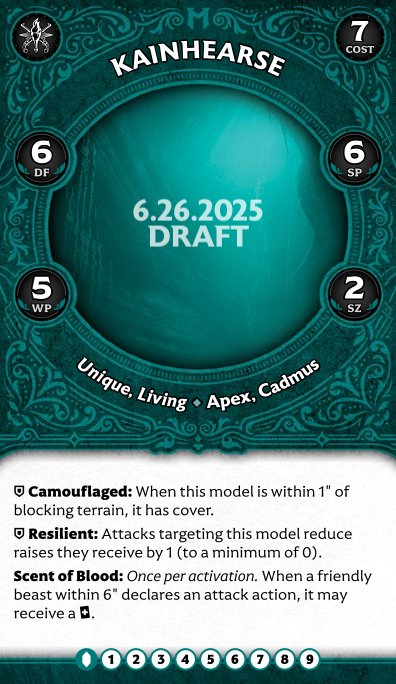 7
COST
KAINHEARSE
6
DF
6
SP
6.26.2025
DRAFT
5
WP
2
SZ
Unique, Living ⬥ Apex, Cadmus
Camouflaged: When this model is within 1" of
blocking terrain, it has cover.
Resilient: Attacks targeting this model reduce
raises they receive by 1 (to a minimum of 0).
Scent of Blood: Once per activation. When a friendly
beast within 6" declares an attack action, it may
receive a .
1 2 3 4 5 6 7 8 9